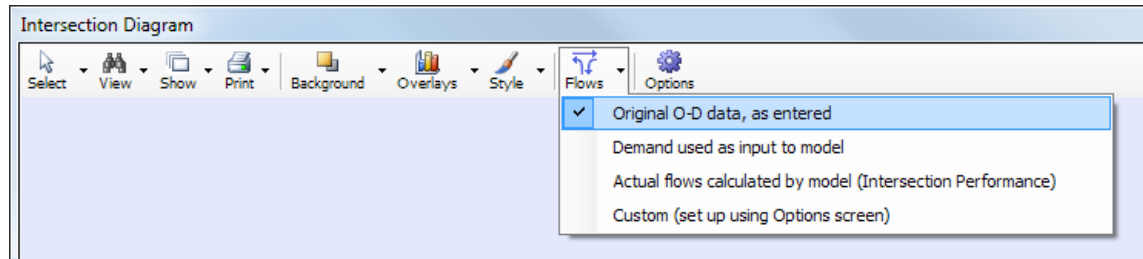 Intersection Diagram
Select View Show Print Background Overlays Style Flows Options
Original O-D data, as entered
Demand used as input to model
Actual flows calculated by model (Intersection Performance)
Custom (set up using Options screen)